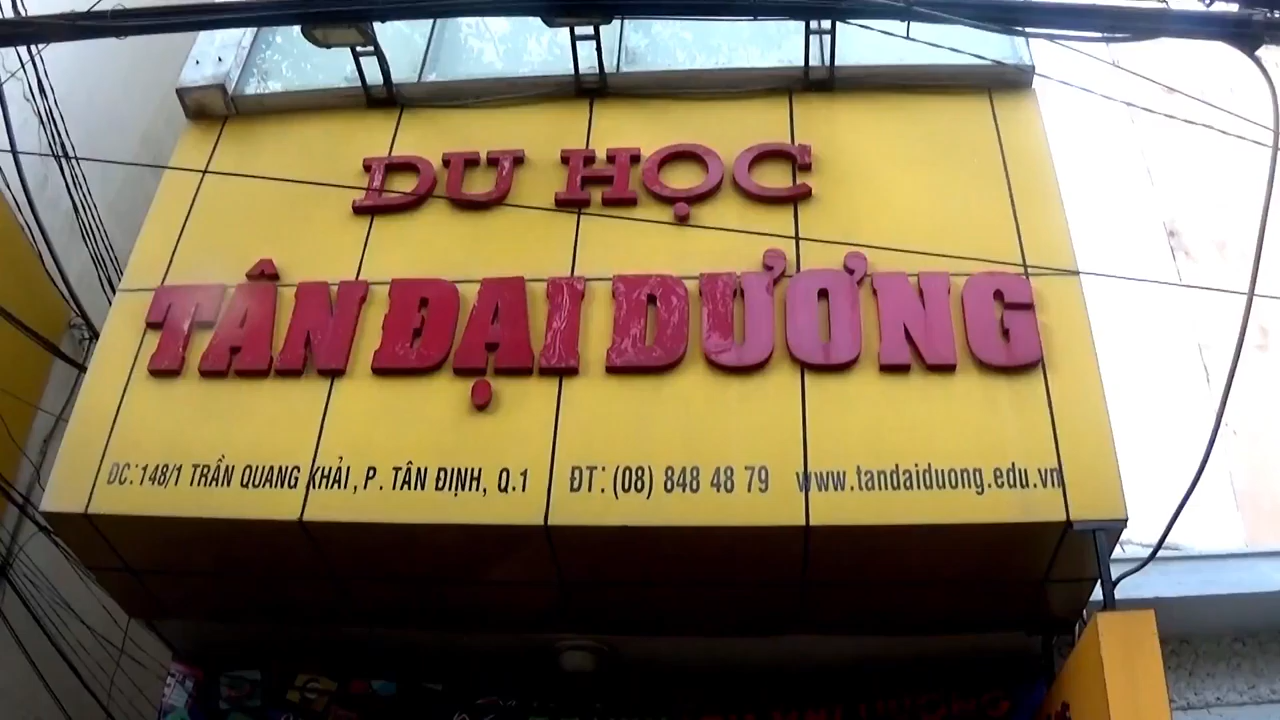 DU HỌC
TÂN ĐẠI DƯƠNG
ĐC: 148/1 TRẦN QUANG KHẢI, P. TÂN ĐỊNH, Q.1 ĐT: (08) 848 48 79 www.tandaiduong.edu.vn